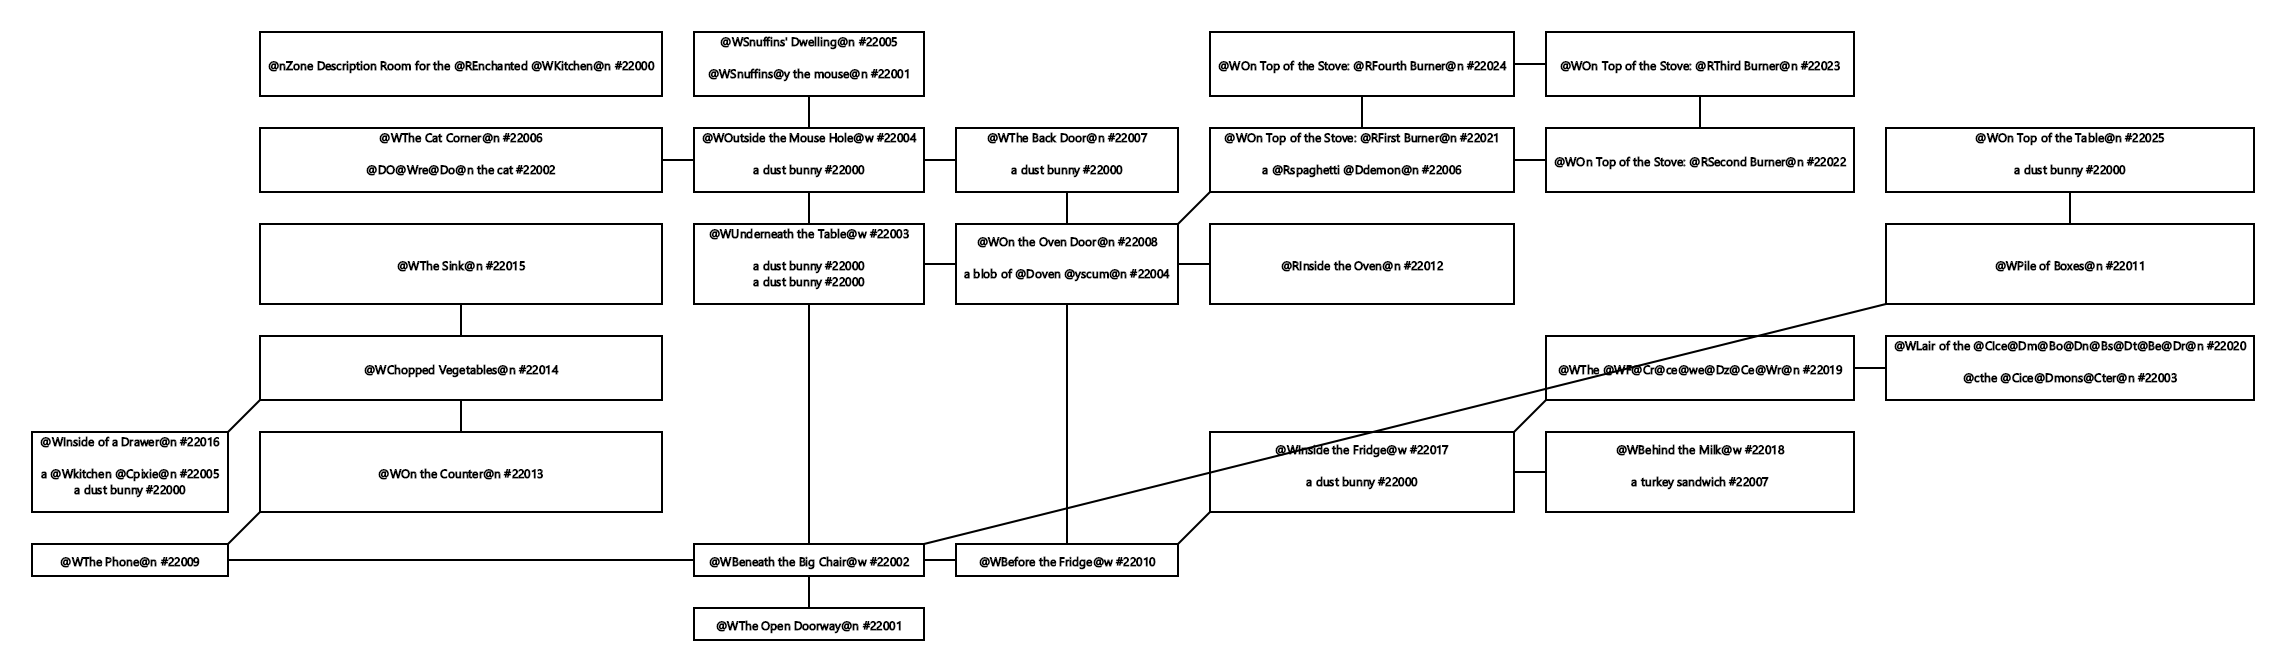 @nZone Description Room for the @REnchanted @WKitchen@n #22000
@WSnuffins' Dwelling@n #22005
@WSnuffins@y the mouse@n #22001
@WOn Top of the Stove: @RFourth Burner@n #22024
@WOn Top of the Stove: @RThird Burner@n #22023
@WThe Cat Corner@n #22006
@DO@Wre@Do@n the cat #22002
@WOutside the Mouse Hole@w #22004
a dust bunny #22000
@WThe Back Door@n #22007
a dust bunny #22000
@WOn Top of the Stove: @RFirst Burner@n #22021
a @Rspaghetti @Ddemon@n #22006
@WOn Top of the Stove: @RSecond Burner@n #22022
@WOn Top of the Table@n #22025
a dust bunny #22000
@WThe Sink@n #22015
@WUnderneath the Table@w #22003
a dust bunny #22000
a dust bunny #22000
@WOn the Oven Door@n #22008
a blob of @Doven @yscum@n #22004
@RInside the Oven@n #22012
@WPile of Boxes@n #22011
@WChopped Vegetables@n #22014
@WThe @WF@Cr@ce@we@Dz@Ce@Wr@n #22019
@WLair of the @CIce@Dm@Bo@Dn@Bs@Dt@Be@Dr@n #22020
@cthe @Cice@Dmons@Cter@n #22003
@WInside of a Drawer@n #22016
a @Wkitchen @Cpixie@n #22005
a dust bunny #22000
@WOn the Counter@n #22013
@WInside the Fridge@w #22017
a dust bunny #22000
@WBehind the Milk@w #22018
a turkey sandwich #22007
@WThe Phone@n #22009
@WBeneath the Big Chair@w #22002
@WBefore the Fridge@w #22010
@WThe Open Doorway@n #22001